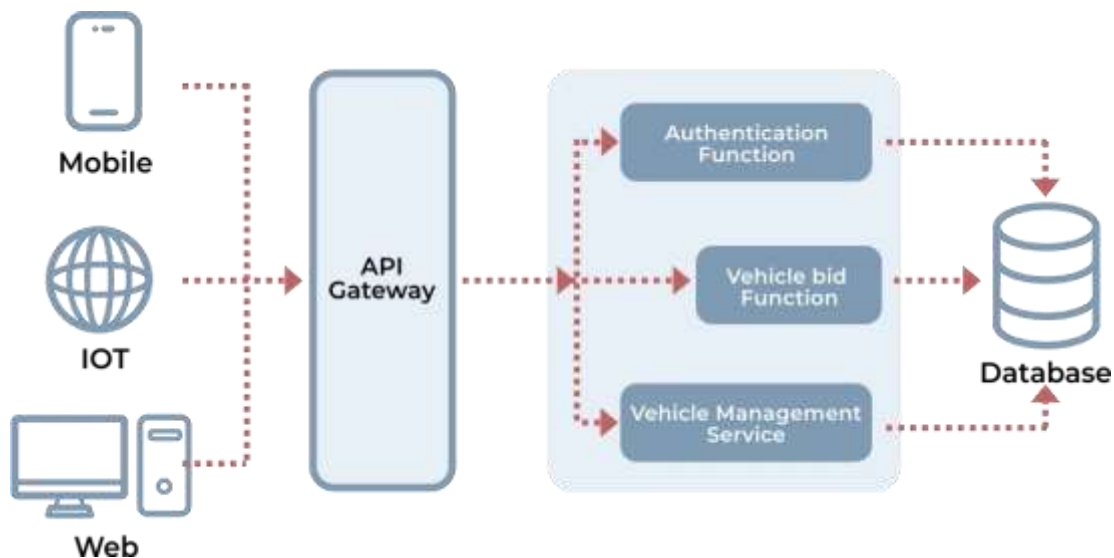 Mobile
IOT
Web
API
Gateway
Authentication
Function
Vehicle bid
Function
Vehicle Management
Service
Database